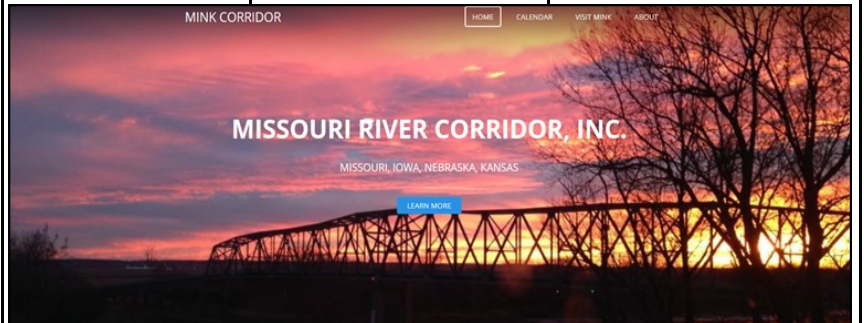 MINK CORRIDOR
HOME CALENDAR VISIT MINK ABOUT
MISSOURI RIVER CORRIDOR, INC.
MISSOURI, IOWA, NEBRASKA, KANSAS
LEARN MORE